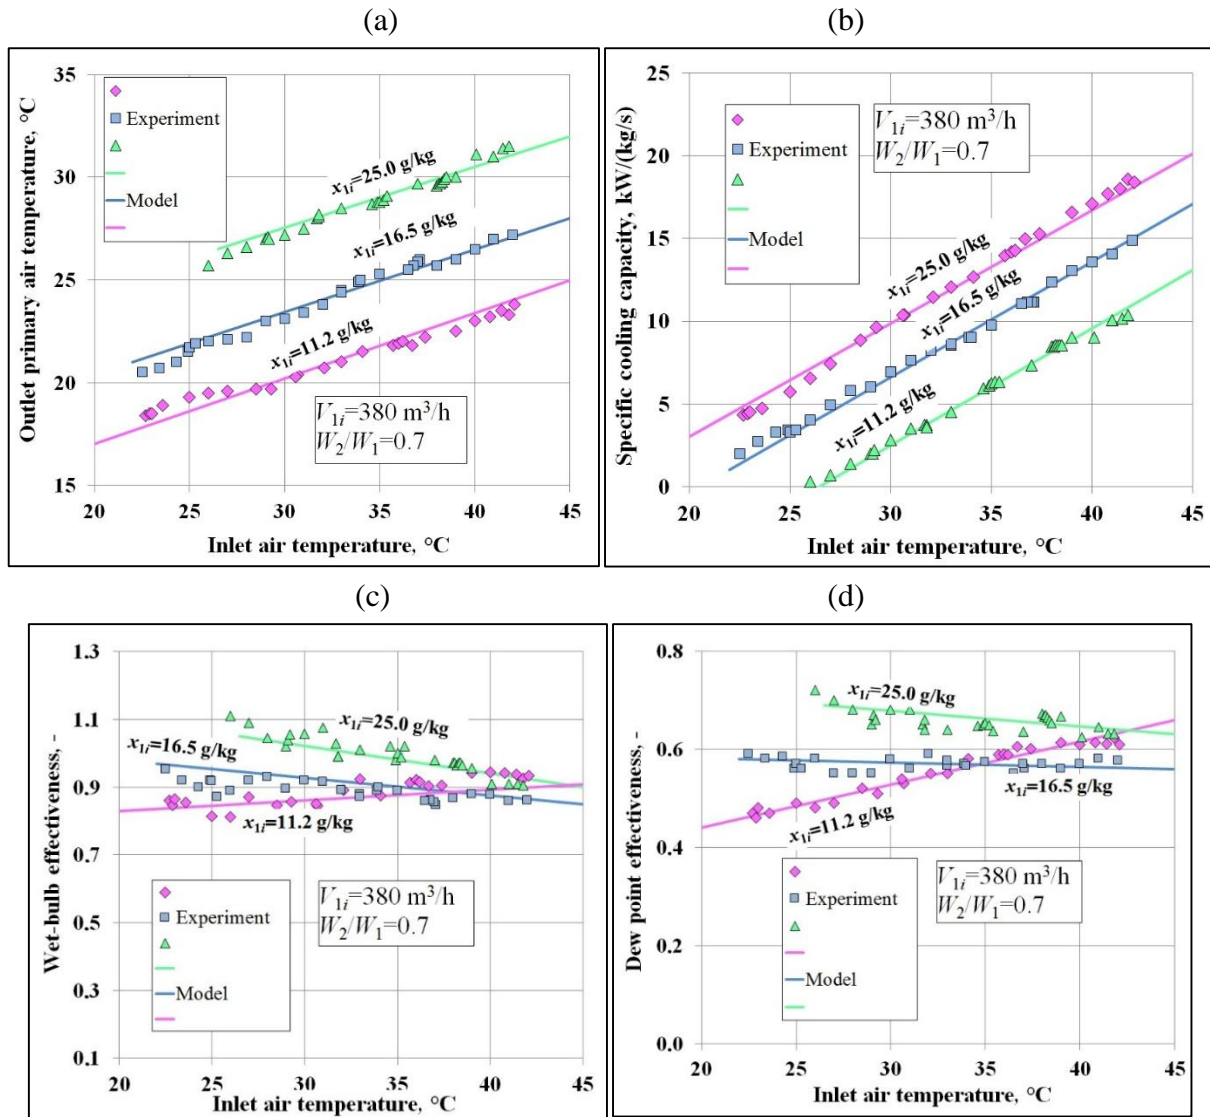 (a)
(b)
35
30
25
20
15
Outlet primary air temperature, °C
Experiment
Model
x1i=25.0 g/kg
x1i=16.5 g/kg
x1i=11.2 g/kg
V1i=380 m³/h
W2/W1=0.7
20 25 30 35 40 45
Inlet air temperature, °C
25
20
15
10
5
0
Specific cooling capacity, kW/(kg/s)
Experiment
Model
V1i=380 m³/h
W2/W1=0.7
x1i=25.0 g/kg
x1i=16.5 g/kg
x1i=11.2 g/kg
20 25 30 35 40 45
Inlet air temperature, °C
(c)
(d)
1.3
1.1
0.9
0.7
0.5
0.3
0.1
Wet-bulb effectiveness, -
x1i=25.0 g/kg
x1i=16.5 g/kg
x1i=11.2 g/kg
Experiment
Model
V1i=380 m³/h
W2/W1=0.7
20 25 30 35 40 45
Inlet air temperature, °C
0.8
0.6
0.4
0.2
0.0
Dew point effectiveness, -
x1i=25.0 g/kg
x1i=16.5 g/kg
x1i=11.2 g/kg
Experiment
Model
V1i=380 m³/h
W2/W1=0.7
20 25 30 35 40 45
Inlet air temperature, °C